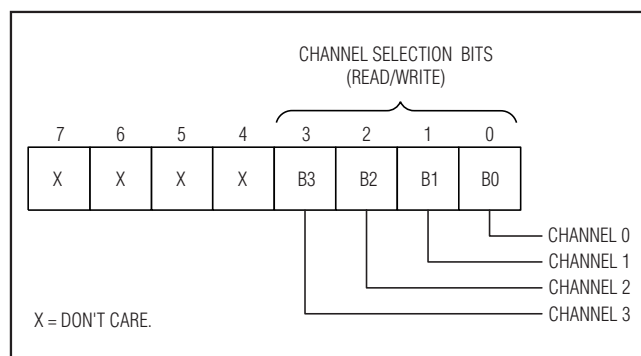 CHANNEL SELECTION BITS
(READ/WRITE)
7 6 5 4 3 2 1 0
X X X X B3 B2 B1 B0
CHANNEL 0
CHANNEL 1
CHANNEL 2
CHANNEL 3
X = DON'T CARE.